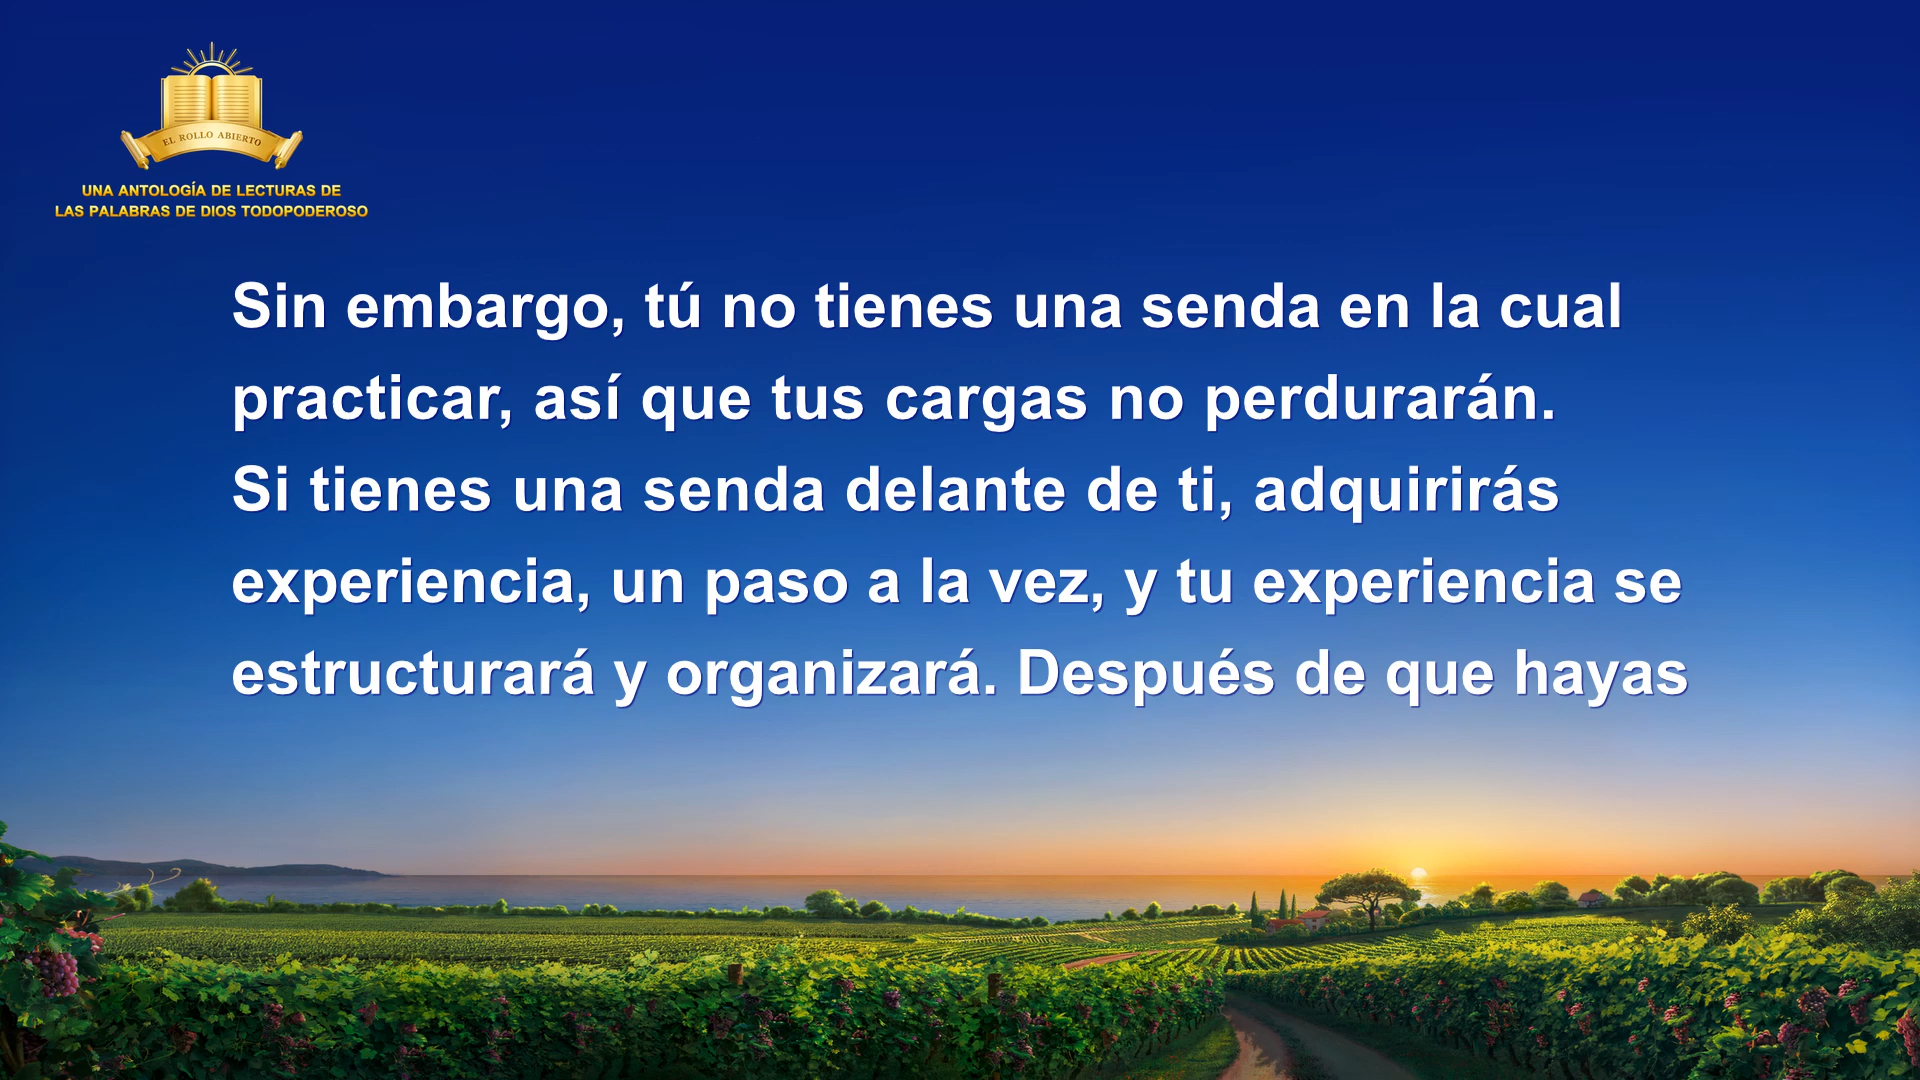 EL ROLLO ABIERTO
UNA ANTOLOGÍA DE LECTURAS DE
LAS PALABRAS DE DIOS TODOPODEROSO
Sin embargo, tú no tienes una senda en la cual
practicar, así que tus cargas no perdurarán.
Si tienes una senda delante de ti, adquirirás
experiencia, un paso a la vez, y tu experiencia se
estructurará y organizará. Después de que hayas